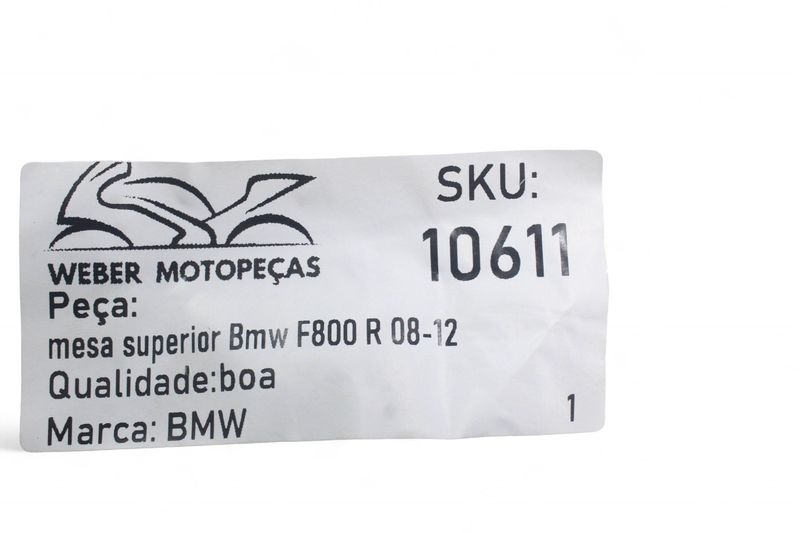 WEBER MOTOPEÇAS
SKU:
10611
Peça:
mesa superior Bmw F800 R 08-12
Qualidade:boa
Marca: BMW
1